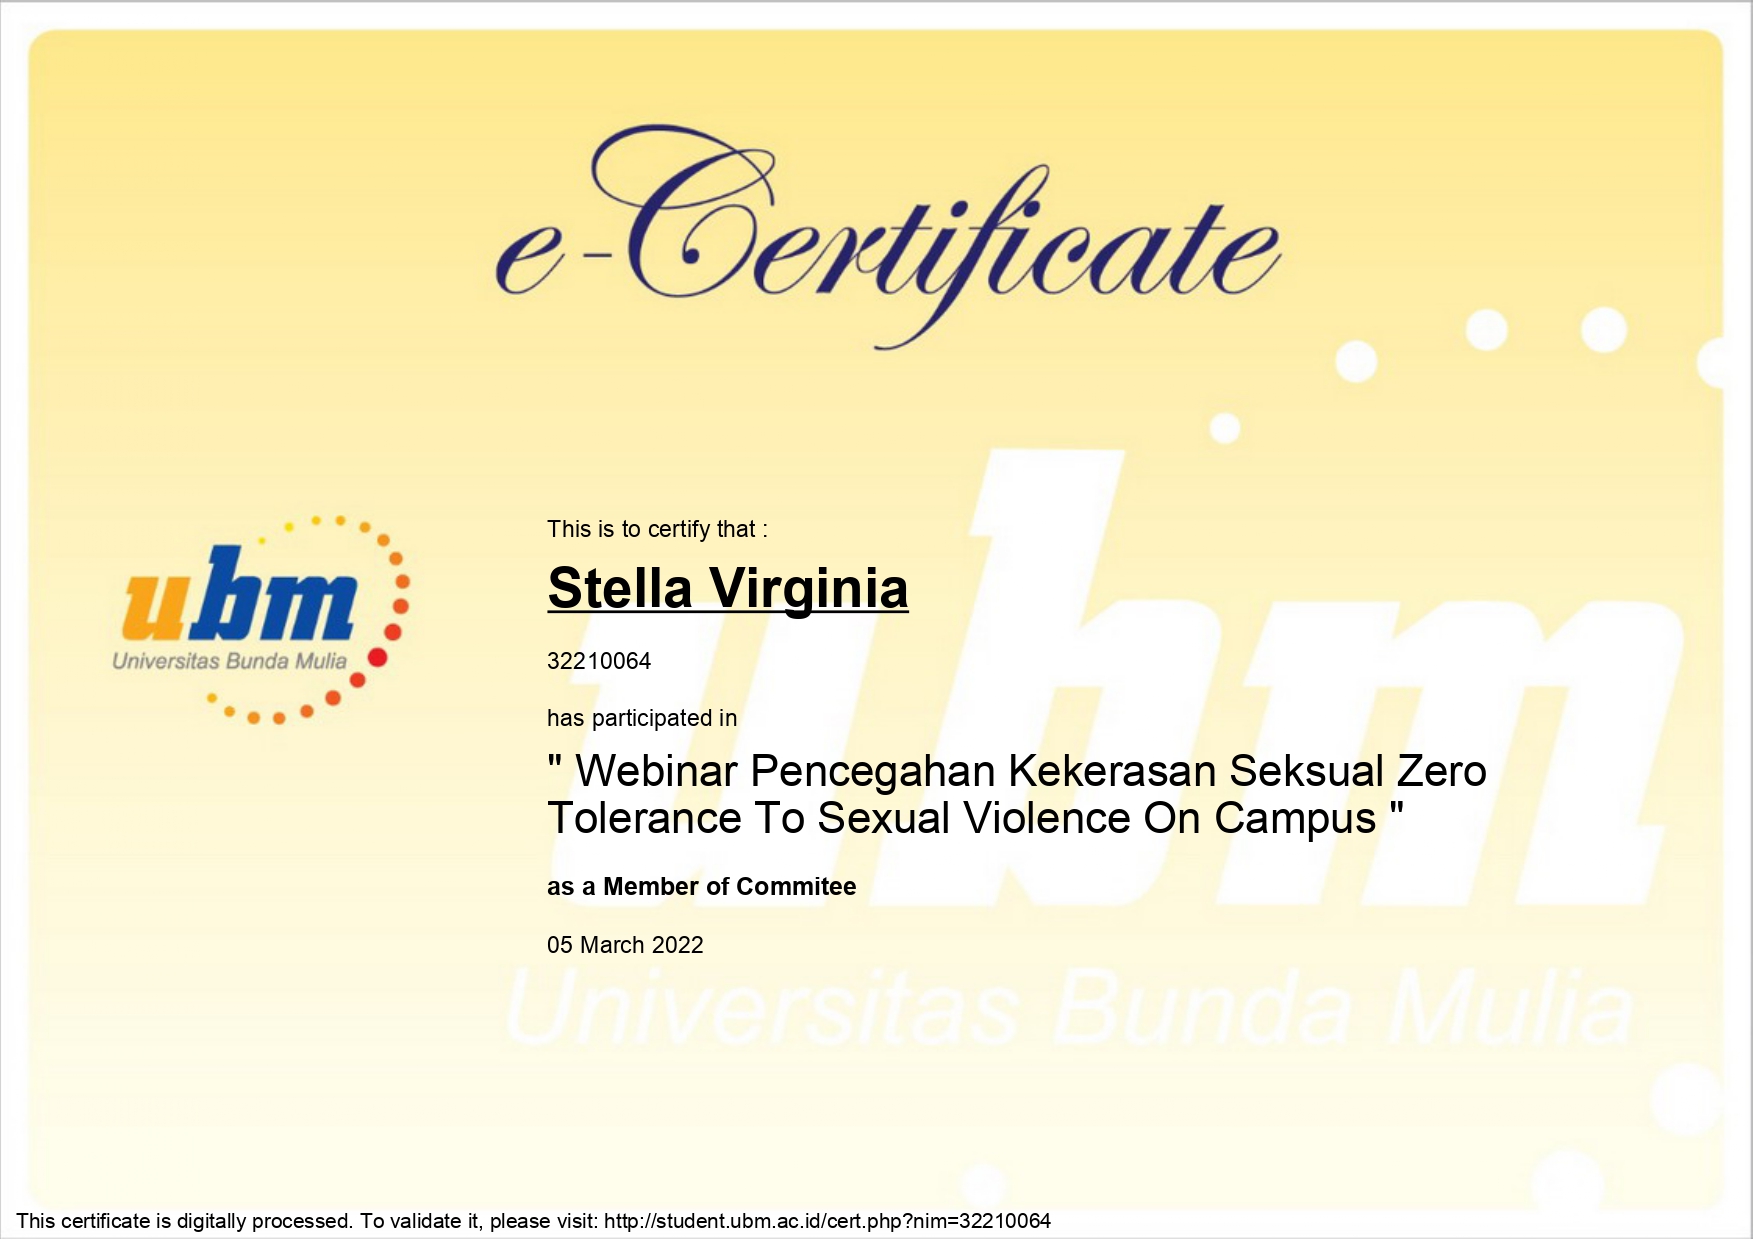 e-Certificate
ubm
Universitas Bunda Mulia
This is to certify that :
Stella Virginia
32210064
has participated in
" Webinar Pencegahan Kekerasan Seksual Zero
Tolerance To Sexual Violence On Campus "
as a Member of Commitee
05 March 2022
ubm
Universitas Bunda Mulia
This certificate is digitally processed. To validate it, please visit: http://student.ubm.ac.id/cert.php?nim=32210064